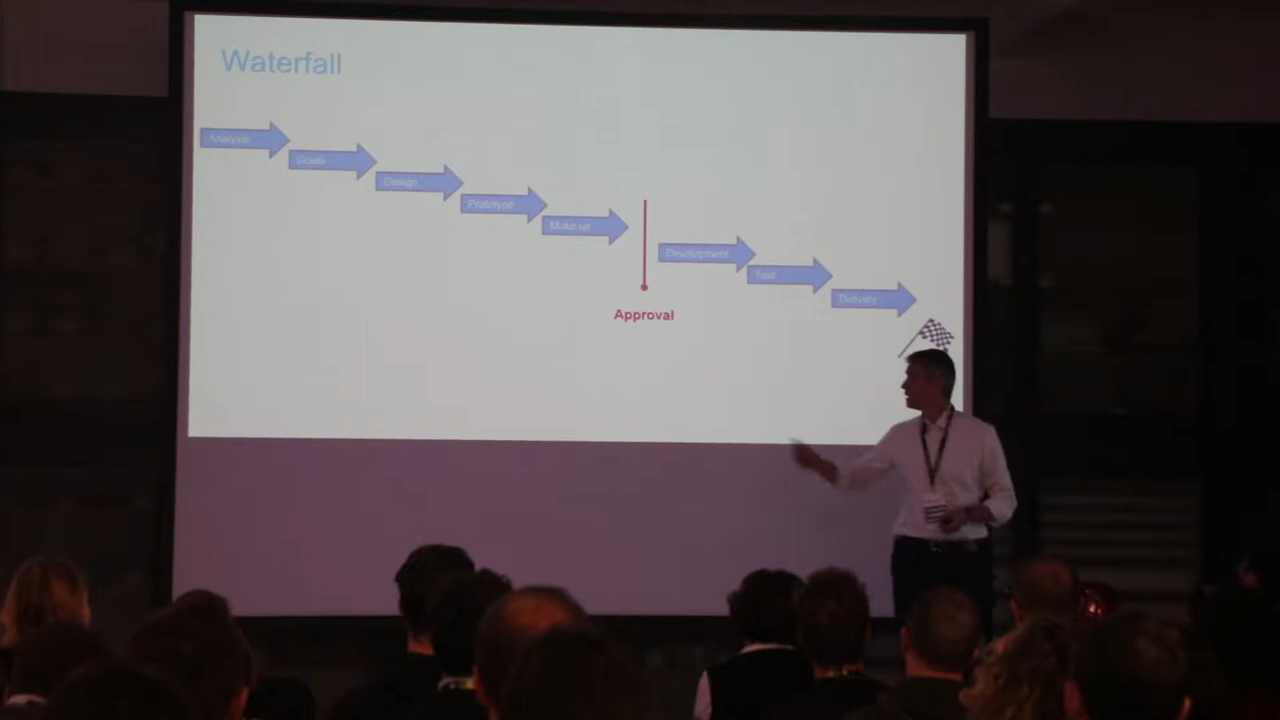 Waterfall
Analysis
Goals
Design
Prototype
Make up
Development
Test
Delivery
Approval